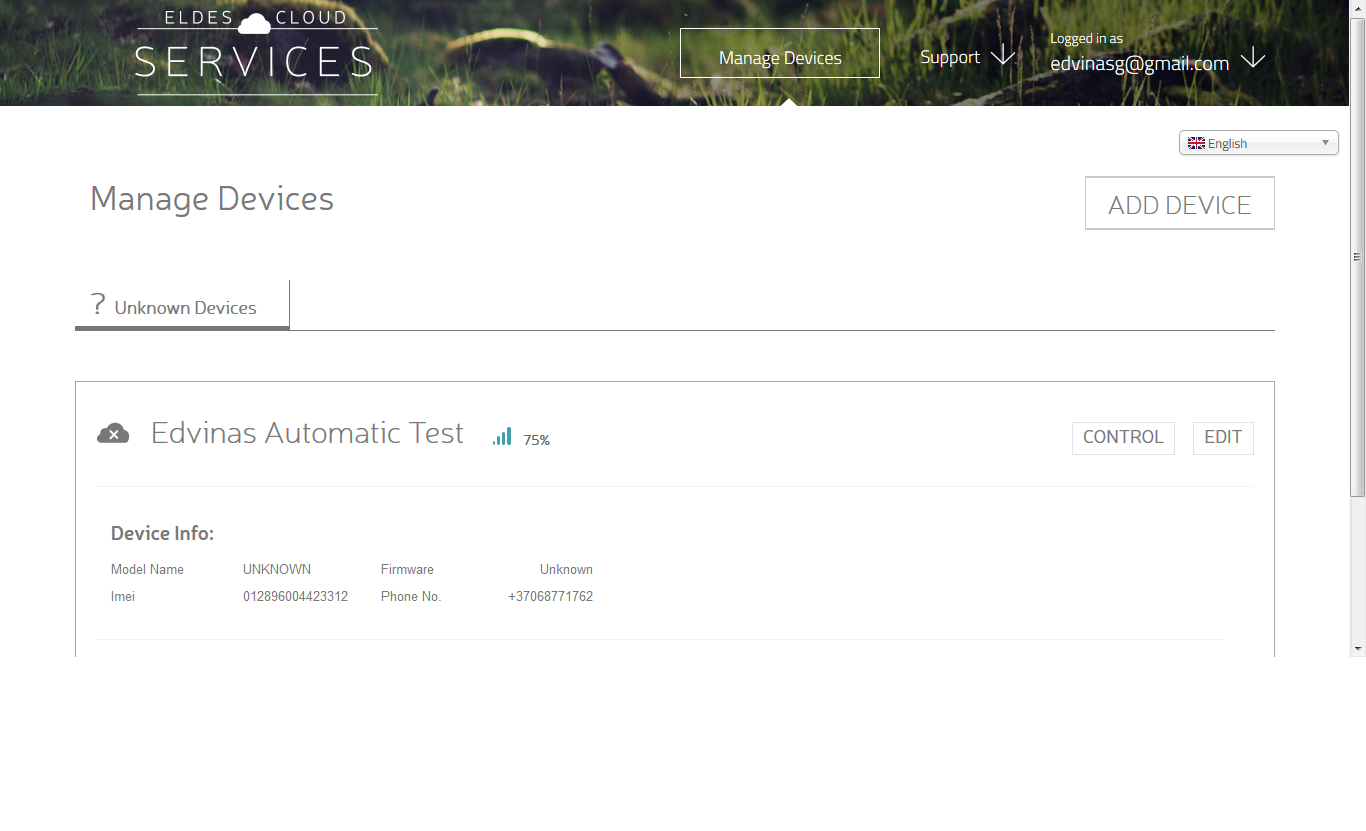 ELDES CLOUD
SERVICES
Manage Devices
Support
Logged in as
edvinasg@gmail.com
English
Manage Devices
ADD DEVICE
? Unknown Devices
Edvinas Automatic Test 75%
CONTROL EDIT
Device Info:
Model Name UNKNOWN Firmware Unknown
Imei 012896004423312 Phone No. +37068771762